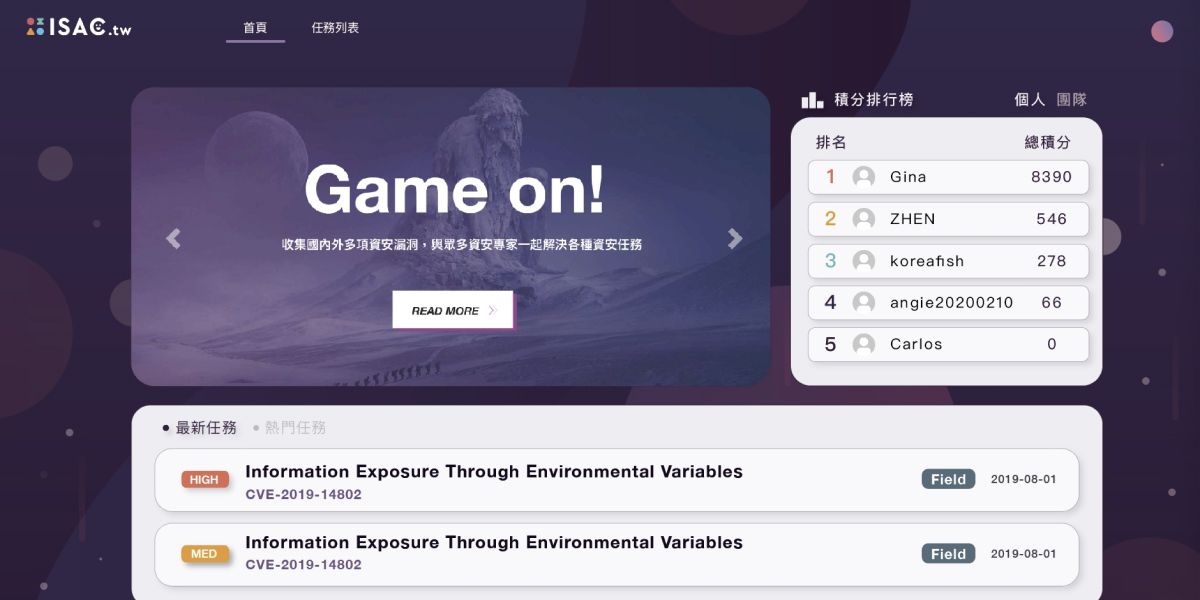 ISAC.tw
首頁
任務列表
Game on!
收集國內外多項資安漏洞，與眾多資安專家一起解決各種資安任務
READ MORE
積分排行榜
個人 團隊
排名 總積分
1 Gina 8390
2 ZHEN 546
3 koreafish 278
4 angie20200210 66
5 Carlos 0
最新任務
熱門任務
HIGH
Information Exposure Through Environmental Variables
CVE-2019-14802
Field 2019-08-01
MED
Information Exposure Through Environmental Variables
CVE-2019-14802
Field 2019-08-01